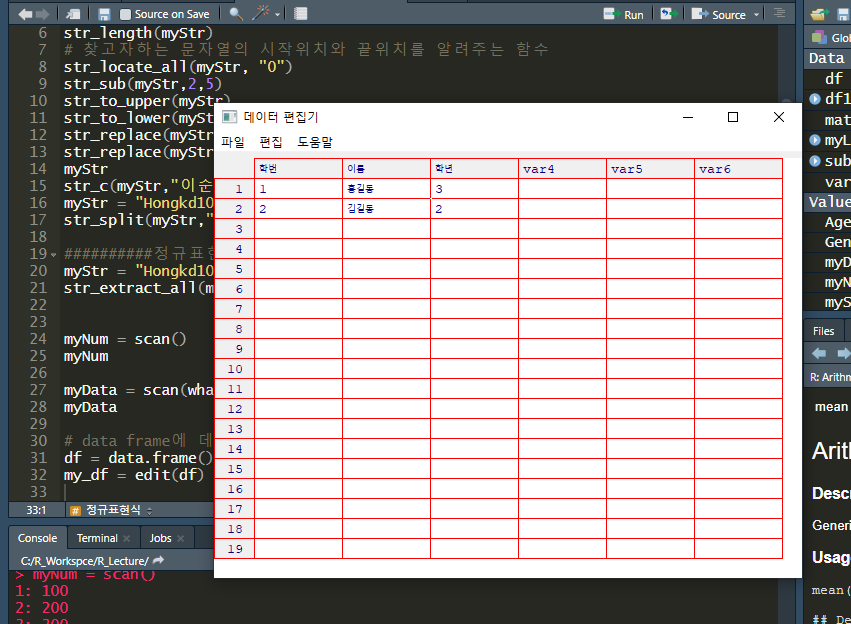 Source on Save
Run
Source
6 str_length(myStr)
7 # 찾고자하는 문자열의 시작위치와 끝위치를 알려주는 함수
8 str_locate_all(myStr, "0")
9 str_sub(myStr,2,5)
10 str_to_upper(myStr)
11 str_to_lower(mySt
12 str_replace(myStr
13 str_replace(myStr
14 myStr
15 str_c(myStr,"이순
16 myStr = "Hongkd10
17 str_split(myStr,"
18
19 ##########정규표현
20 myStr = "Hongkd10
21 str_extract_all(m
22
23
24 myNum = scan()
25 myNum
26
27 myData = scan(wha
28 myData
29
30 # data frame에 데
31 df = data.frame()
32 my_df = edit(df)
33
33:1 # 정규표현식
데이터 편집기
파일 편집 도움말
학번 이름 학년 var4 var5 var6
1 1 홍길동 3
2 2 김길동 2
3
4
5
6
7
8
9
10
11
12
13
14
15
16
17
18
19
Console Terminal Jobs
C:/R_Workspce/R_Lecture/
> myNum = scan()
1: 100
2: 200
3: 300
Glob
Data
df
df1
mat
myL
sub
var
Value
Age
Gen
myD
myN
myS
Files
R: Arithm
mean
Arit
Descr
Generi
Usag
mean(
## De